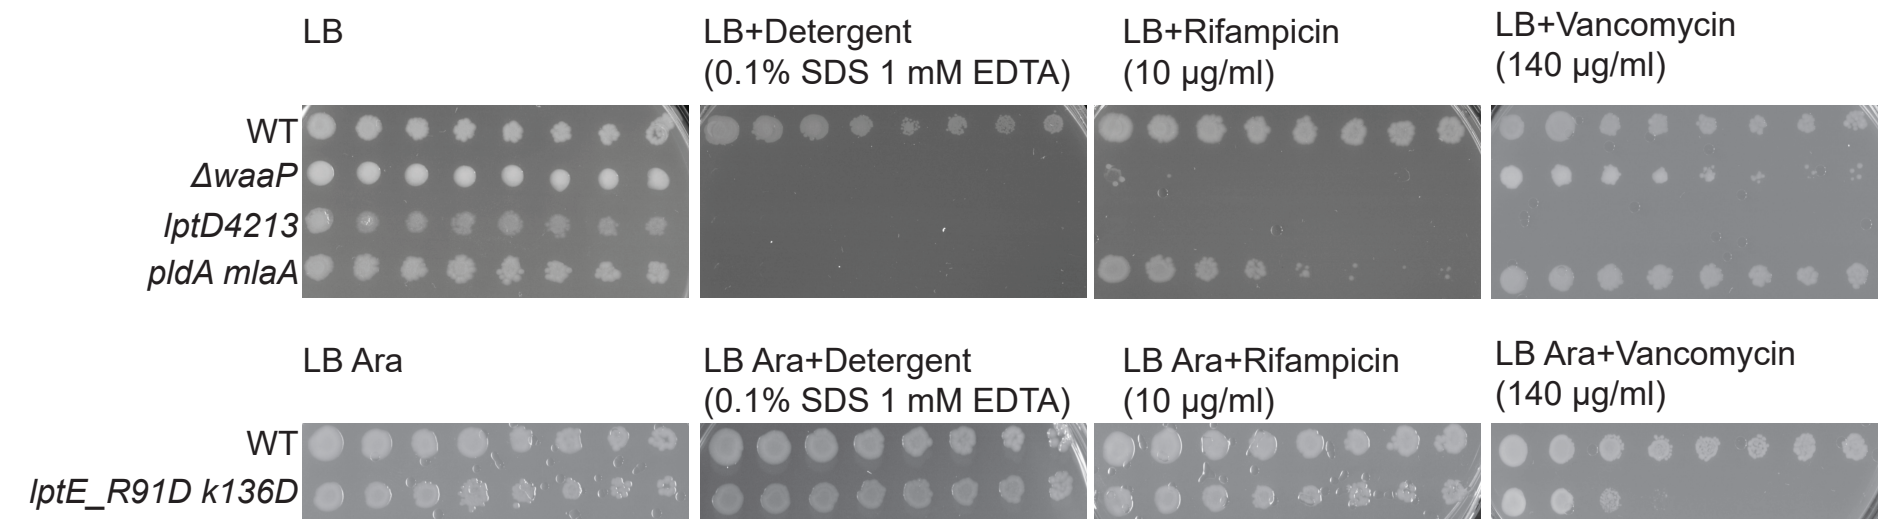 LB
LB+Detergent
(0.1% SDS 1 mM EDTA)
LB+Rifampicin
(10 µg/ml)
LB+Vancomycin
(140 µg/ml)
WT
ΔwaaP
lptD4213
pldA mlaA
LB Ara
LB Ara+Detergent
(0.1% SDS 1 mM EDTA)
LB Ara+Rifampicin
(10 µg/ml)
LB Ara+Vancomycin
(140 µg/ml)
WT
lptE_R91D k136D